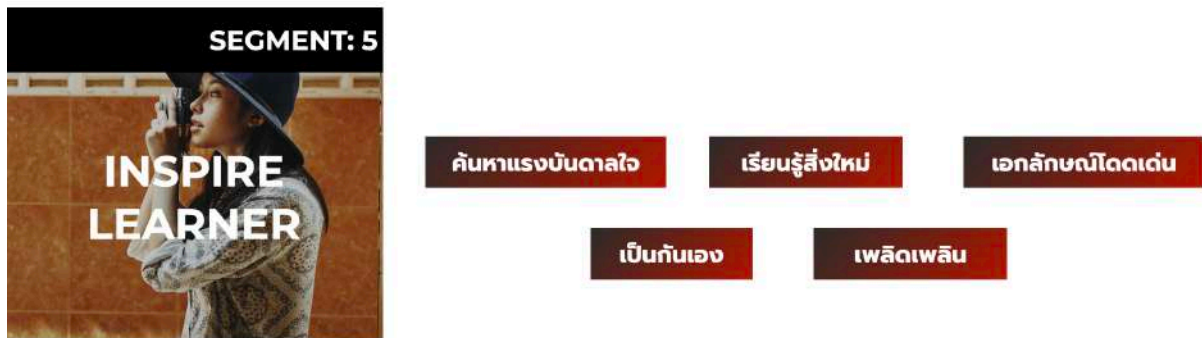 SEGMENT: 5
INSPIRE
LEARNER
ค้นหาแรงบันดาลใจ
เรียนรู้สิ่งใหม่
เอกลักษณ์โดดเด่น
เป็นกันเอง
เพลิดเพลิน